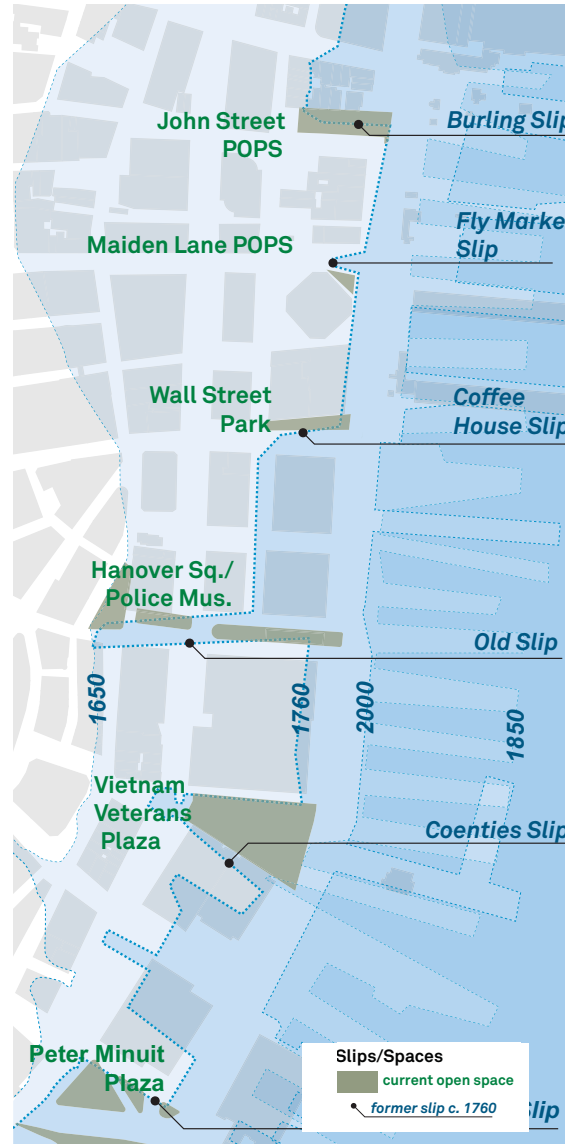 John Street
POPS
Burling Slip
Maiden Lane POPS
Fly Marke
Slip
Wall Street
Park
Coffee
House Slip
Hanover Sq./
Police Mus.
Old Slip
1650
1760
2000
1850
Vietnam
Veterans
Plaza
Coenties Slip
Peter Minuit
Plaza
Slips/Spaces
current open space
former slip c. 1760
Slip